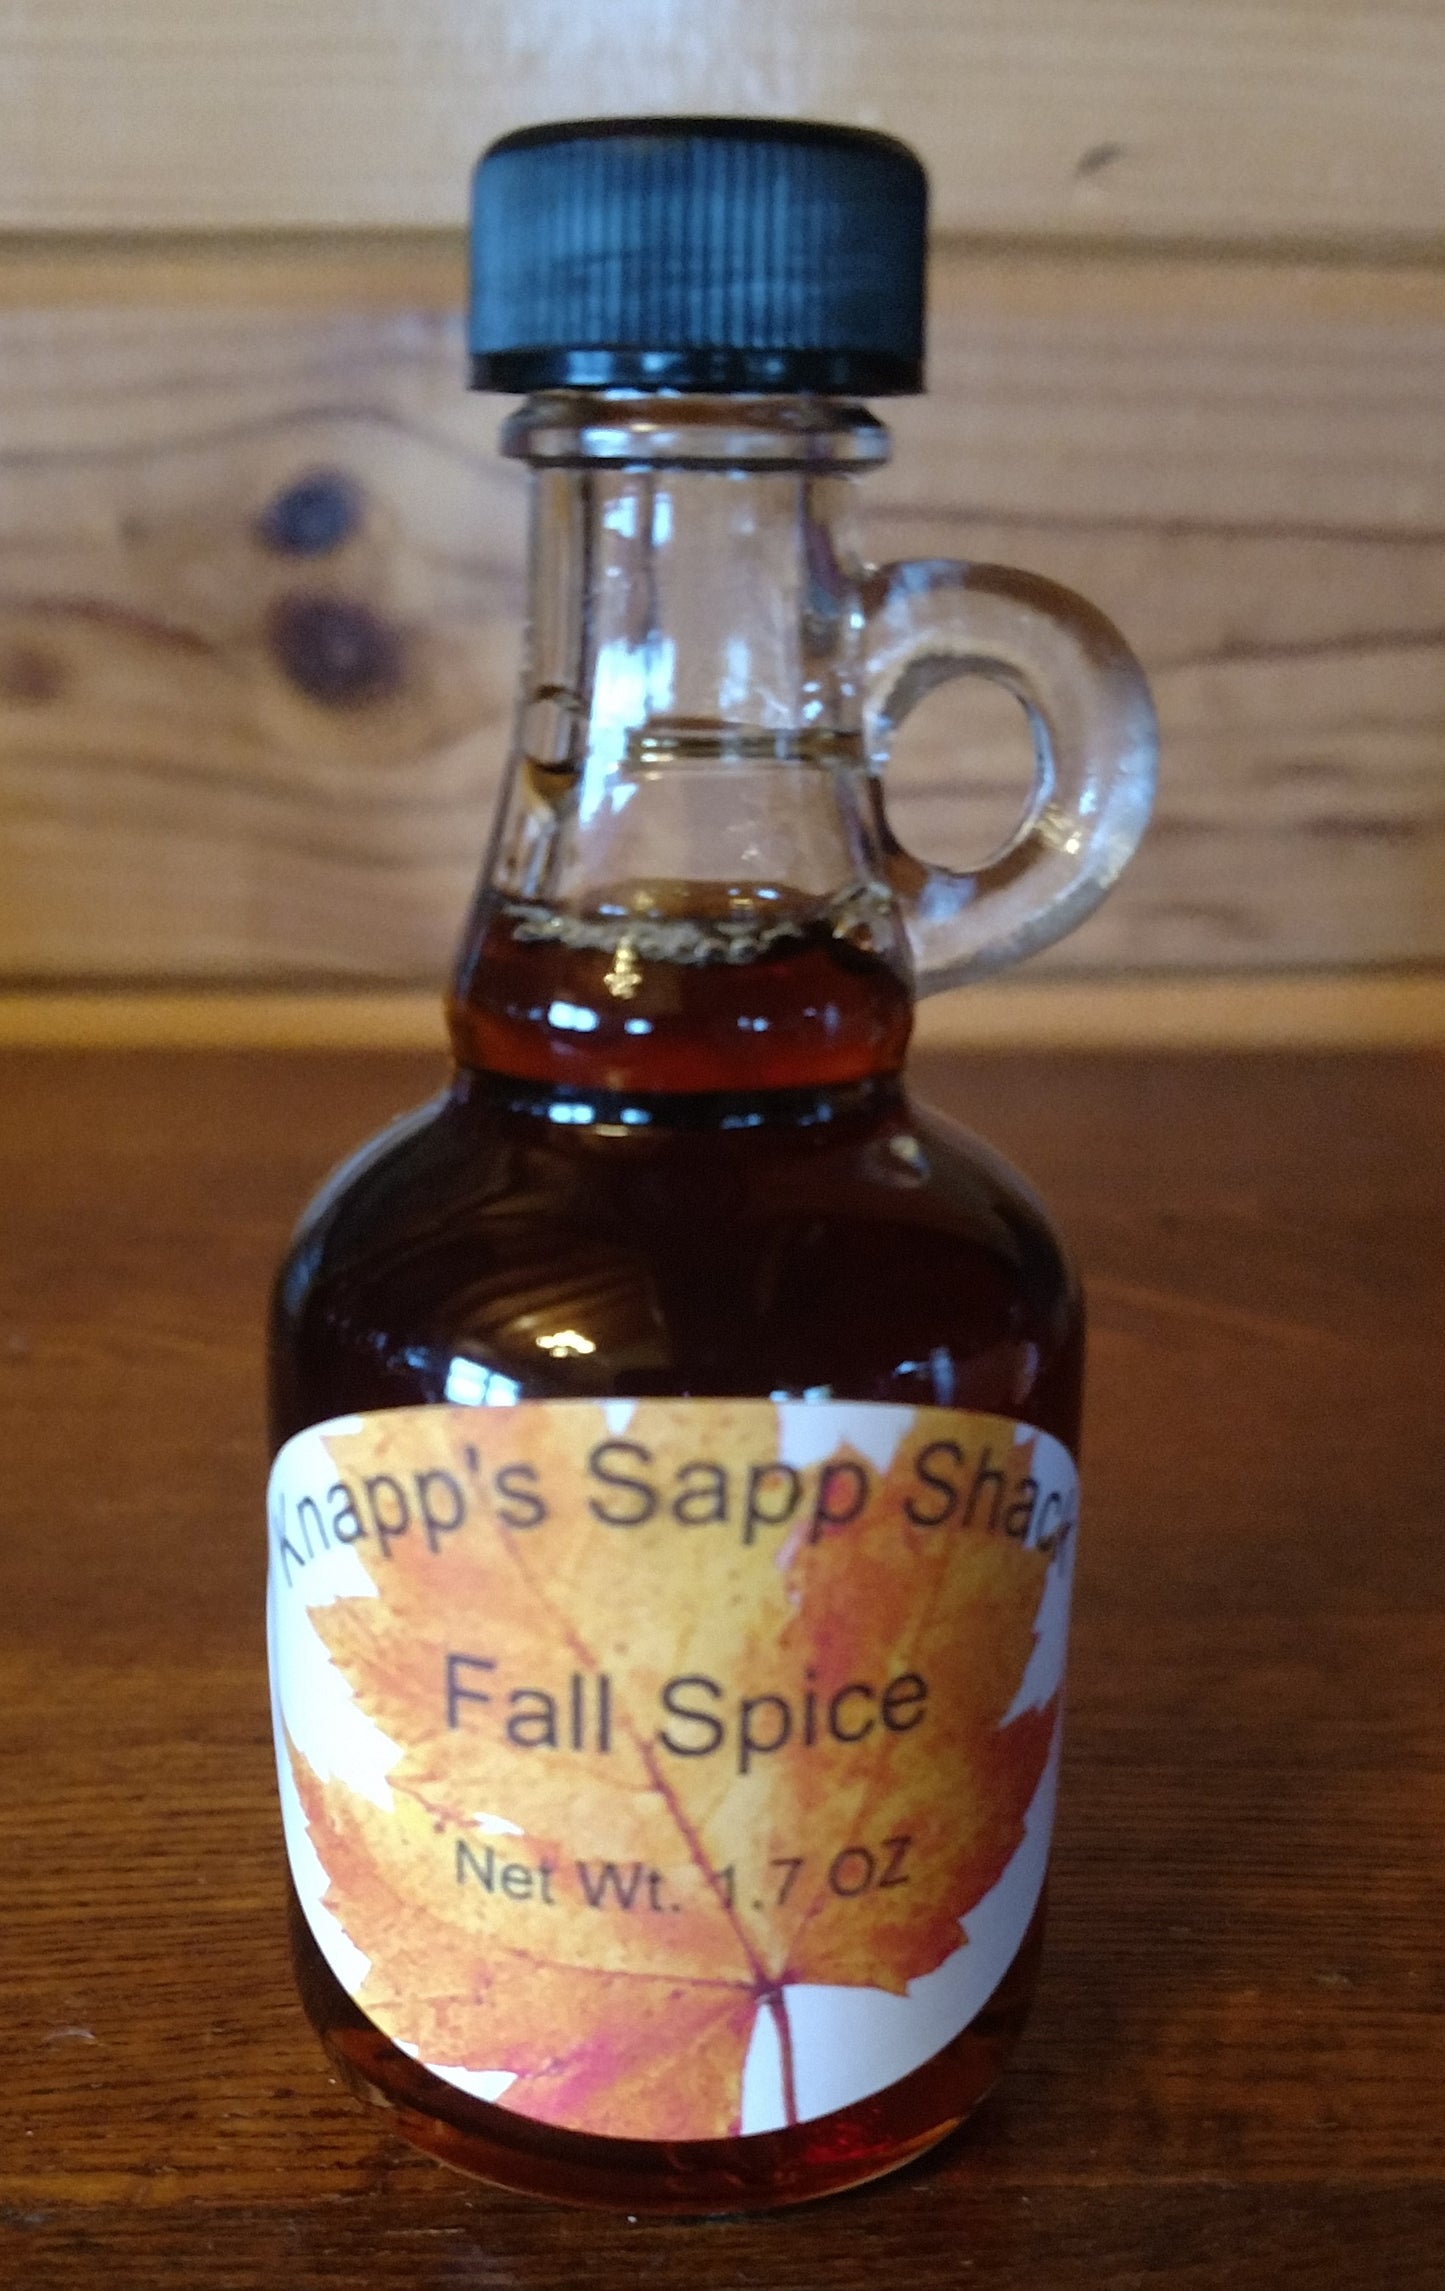 Knapp's Sapp Shack
Fall Spice
Net Wt. 1.7 OZ